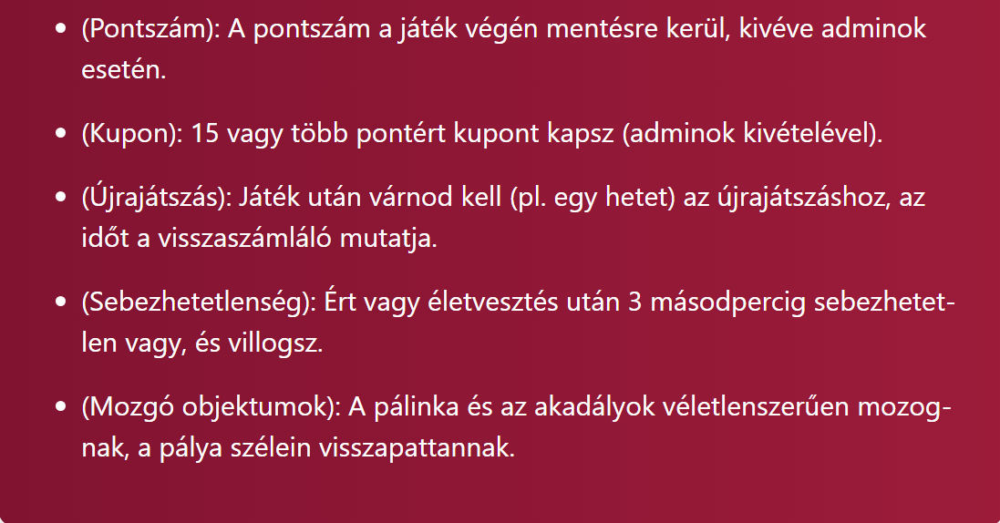 • (Pontszám): A pontszám a játék végén mentésre kerül, kivéve adminok
esetén.
• (Kupon): 15 vagy több pontért kupont kapsz (adminok kivételével).
• (Újrajátszás): Játék után várnod kell (pl. egy hetet) az újrajátszáshoz, az
időt a visszaszámláló mutatja.
• (Sebezhetetlenség): Ért vagy életvesztés után 3 másodpercig sebezhetet-
len vagy, és villogsz.
• (Mozgó objektumok): A pálinka és az akadályok véletlenszerűen mozog-
nak, a pálya szélein visszapattannak.